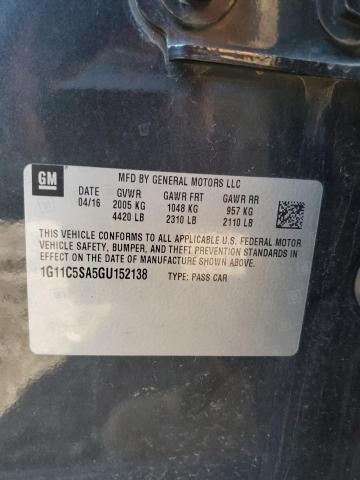 GM
MFD BY GENERAL MOTORS LLC
DATE GVWR GAWR FRT GAWR RR
04/16 2005 KG 1048 KG 957 KG
4420 LB 2310 LB 2110 LB
THIS VEHICLE CONFORMS TO ALL APPLICABLE U.S. FEDERAL MOTOR
VEHICLE SAFETY, BUMPER, AND THEFT PREVENTION STANDARDS
IN EFFECT ON THE DATE OF MANUFACTURE SHOWN ABOVE.
1G11C5SA5GU152138 TYPE: PASS CAR